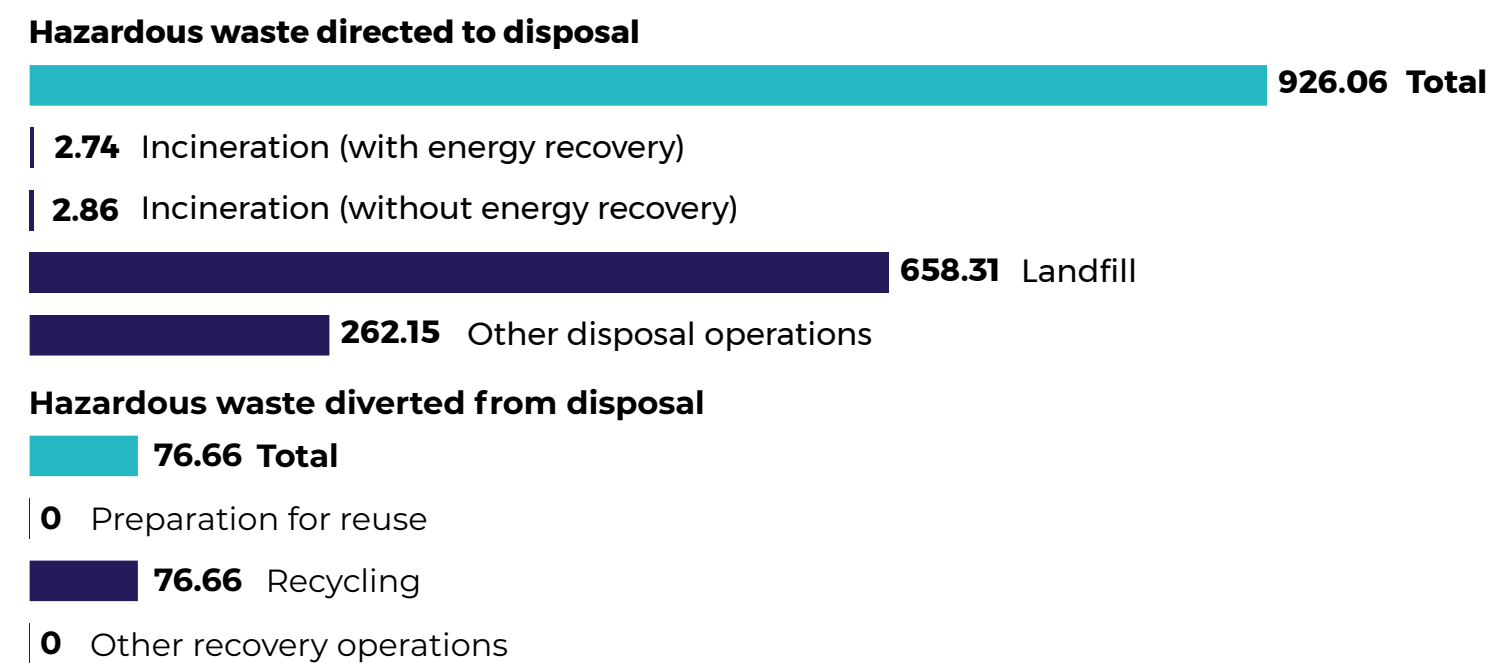 Hazardous waste directed to disposal
926.06 Total
2.74 Incineration (with energy recovery)
2.86 Incineration (without energy recovery)
658.31 Landfill
262.15 Other disposal operations
Hazardous waste diverted from disposal
76.66 Total
0 Preparation for reuse
76.66 Recycling
0 Other recovery operations